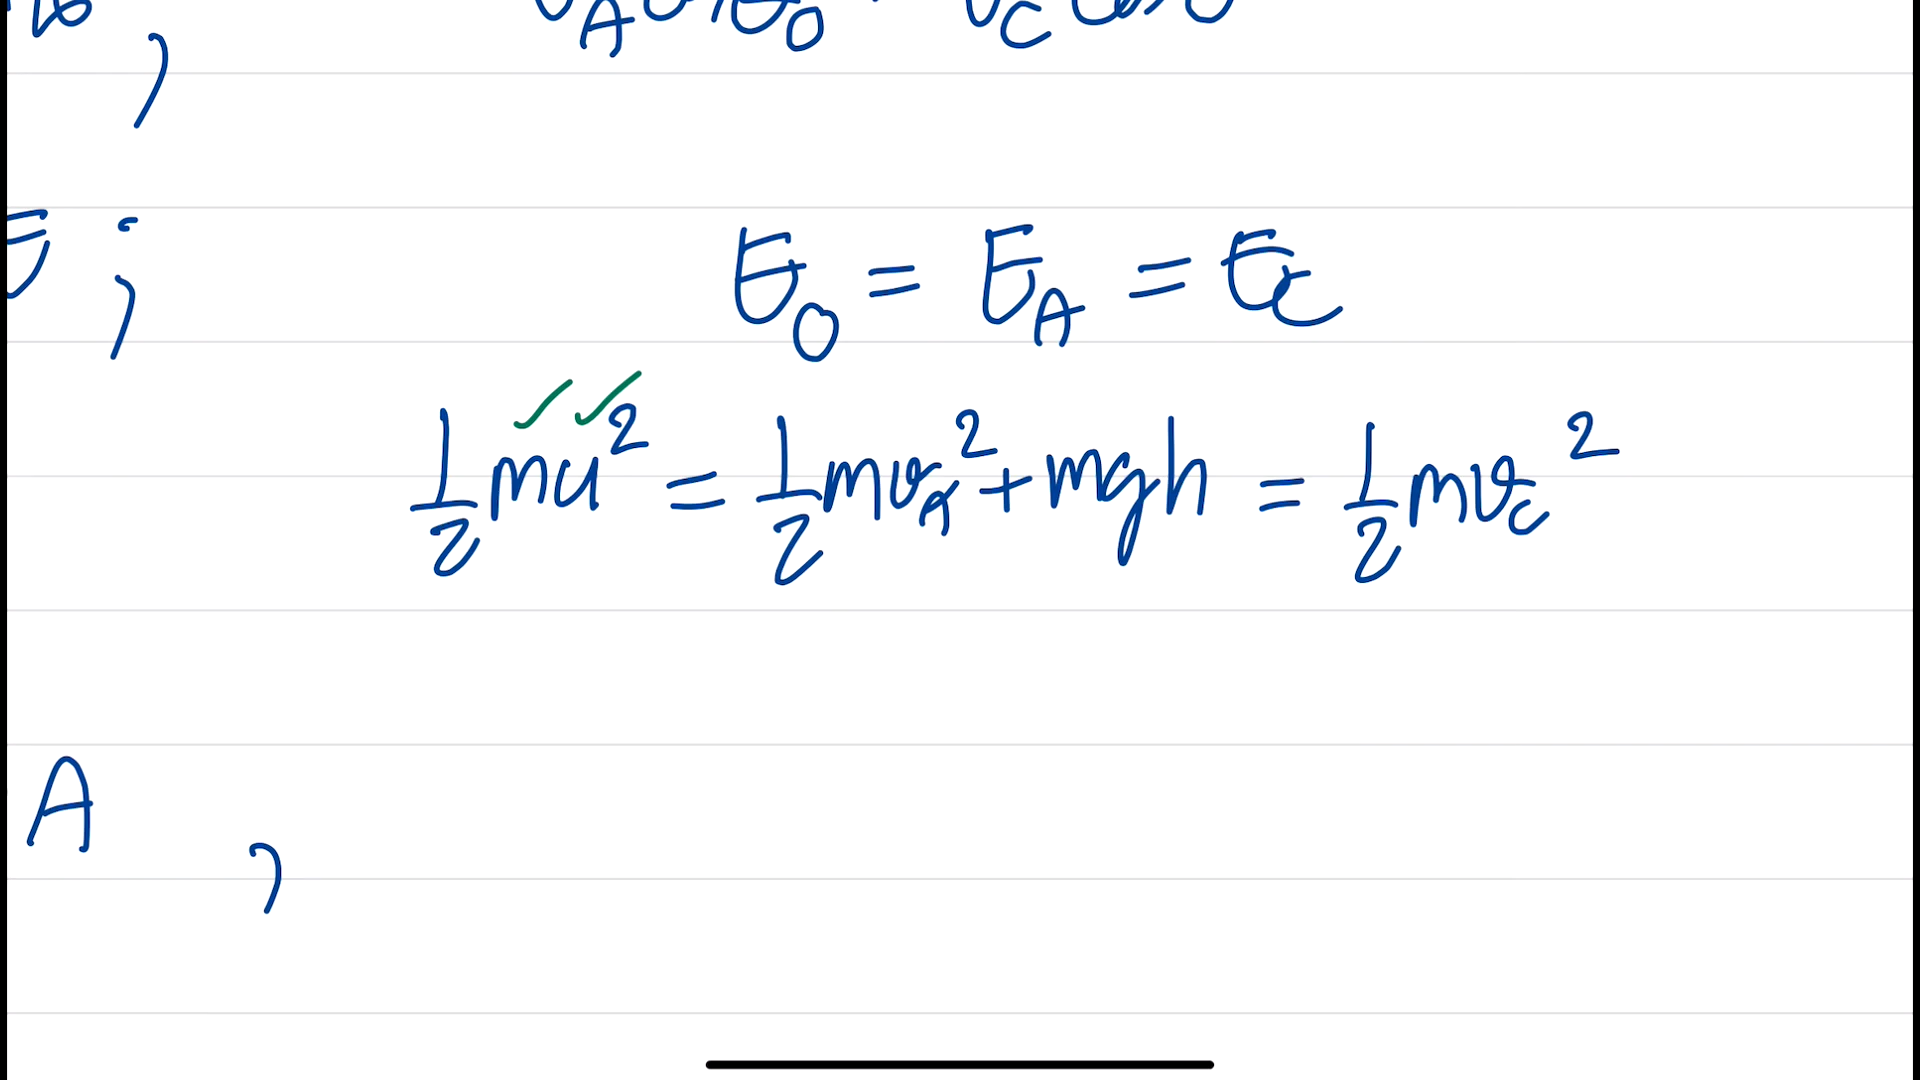 E ;
E₀ = E_A = E_C
½mu² = ½mv_A² + mgh = ½mv_C²
A ,